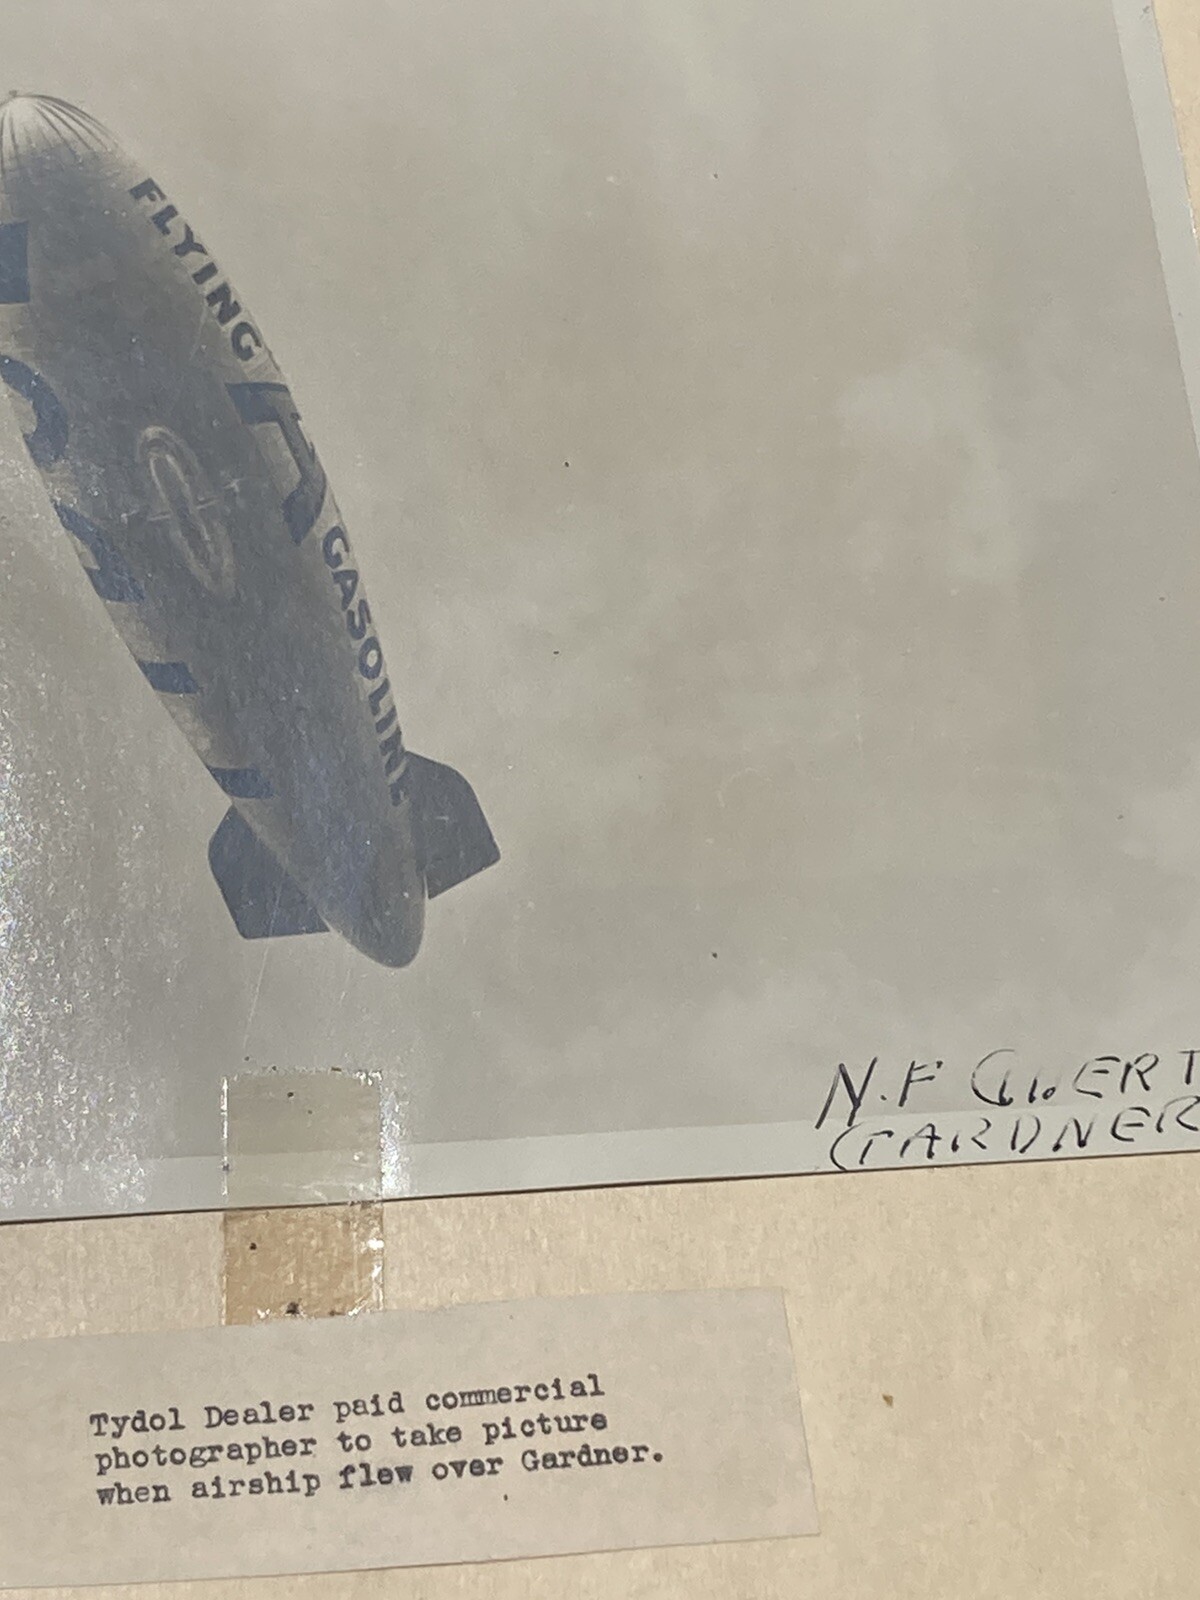 FLYING
A
GASOLINE
N.F
GARDNER
Tydol Dealer paid commercial
photographer to take picture
when airship flew over Gardner.